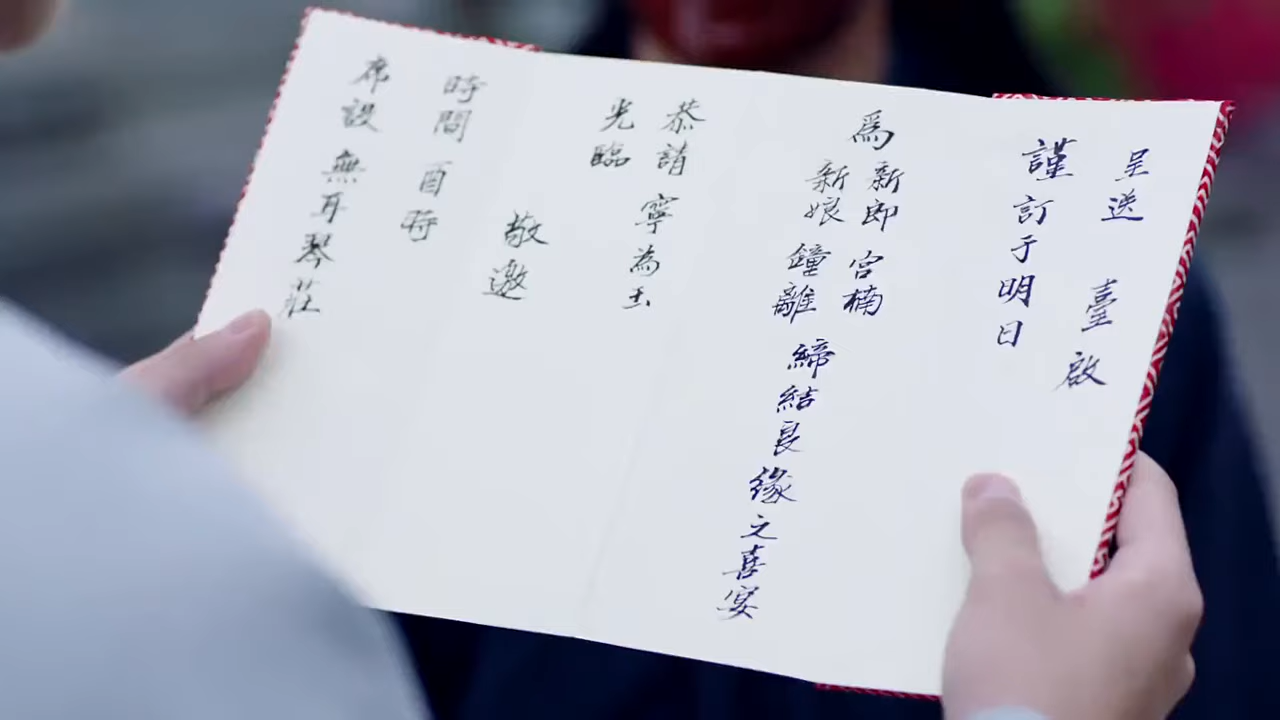 呈送 臺啟
謹訂于明日
為
新郎 宮楠
新娘 鐘離 締結良緣之喜宴
恭請 寧為玉
光臨
敬邀
時間 酉時
席設 無耳琴莊